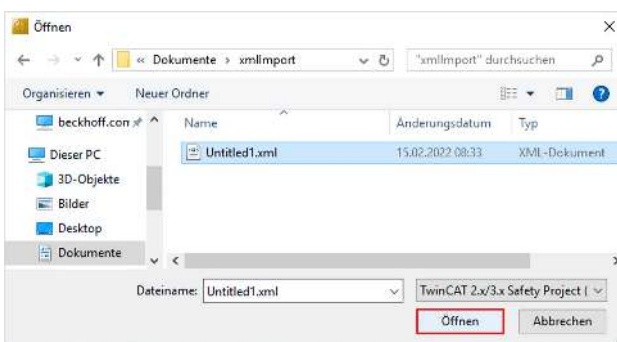 Öffnen
« Dokumente › xmlImport
"xmlImport" durchsuchen
Organisieren
Neuer Ordner
beckhoff.con
Name
Änderungsdatum
Typ
Dieser PC
Untitled1.xml
15.02.2022 08:33
XML-Dokument
3D-Objekte
Bilder
Desktop
Dokumente
Dateiname:
Untitled1.xml
TwinCAT 2.x/3.x Safety Project (
Öffnen
Abbrechen